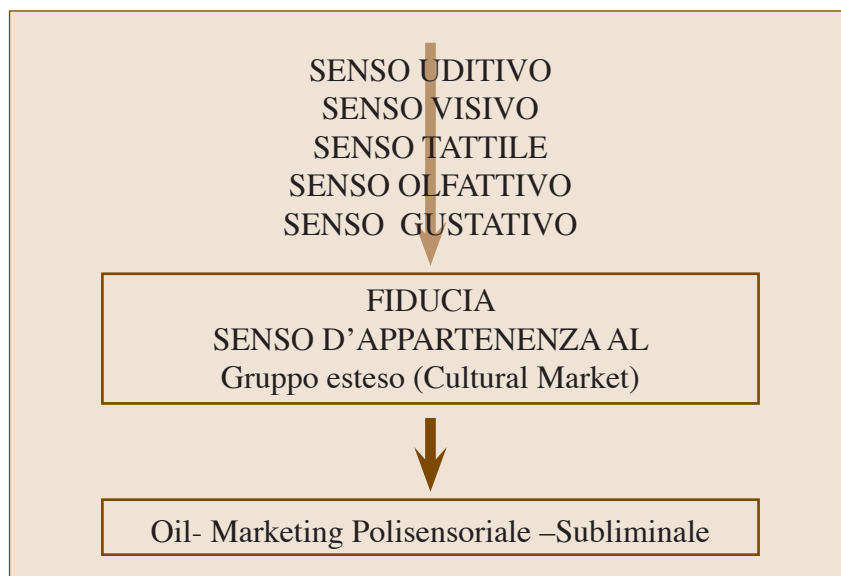 SENSO UDITIVO
SENSO VISIVO
SENSO TATTILE
SENSO OLFATTIVO
SENSO  GUSTATIVO
FIDUCIA
SENSO D’APPARTENENZA AL
Gruppo esteso (Cultural Market)
Oil- Marketing Polisensoriale –Subliminale